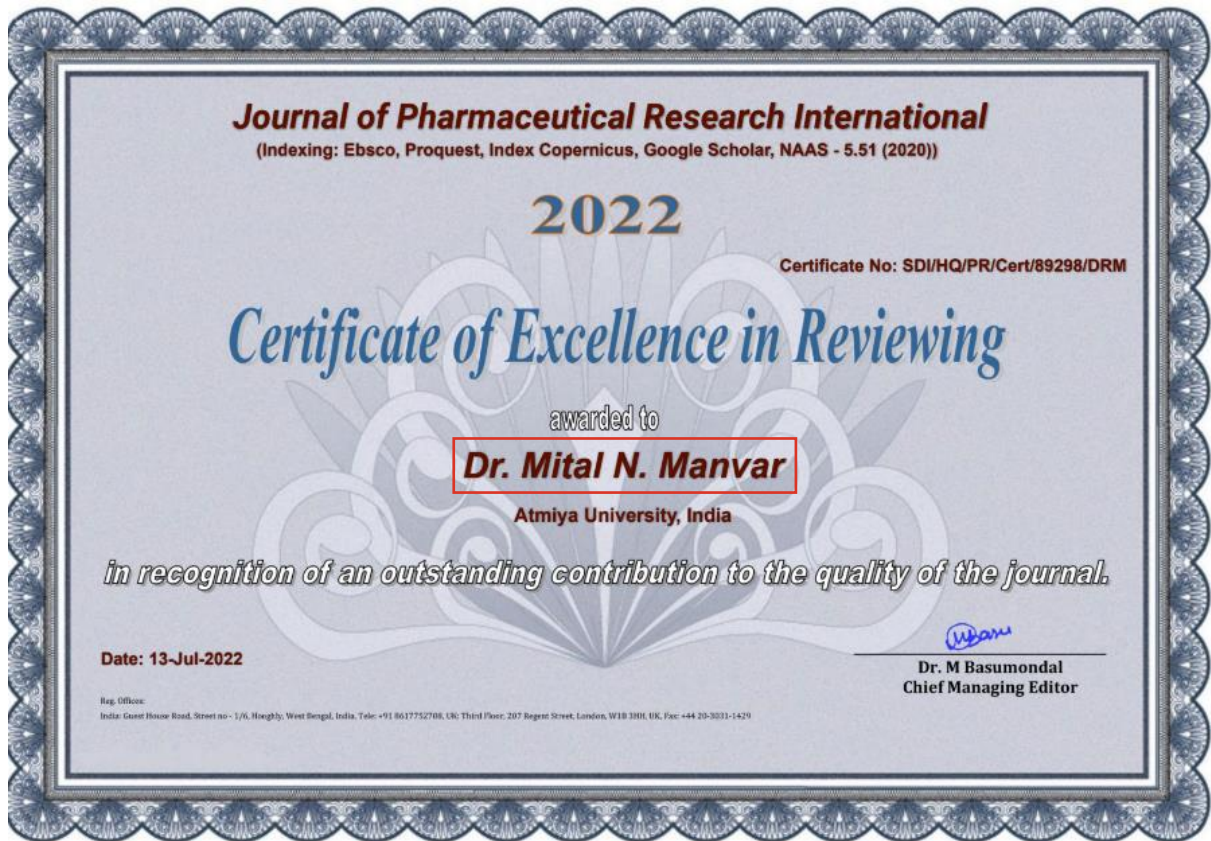 Journal of Pharmaceutical Research International
(Indexing: Ebsco, Proquest, Index Copernicus, Google Scholar, NAAS - 5.51 (2020))
2022
Certificate No: SDI/HQ/PR/Cert/89298/DRM
Certificate of Excellence in Reviewing
awarded to
Dr. Mital N. Manvar
Atmiya University, India
in recognition of an outstanding contribution to the quality of the journal.
Date: 13-Jul-2022
MBasu
Dr. M Basumondal
Chief Managing Editor
Reg. Offices:
India: Guest House Road, Street no - 1/6, Hooghly, West Bengal, India, Tele: +91 8617752708, UK: Third Floor, 207 Regent Street, London, W1B 3HH, UK, Fax: +44 20-3031-1429